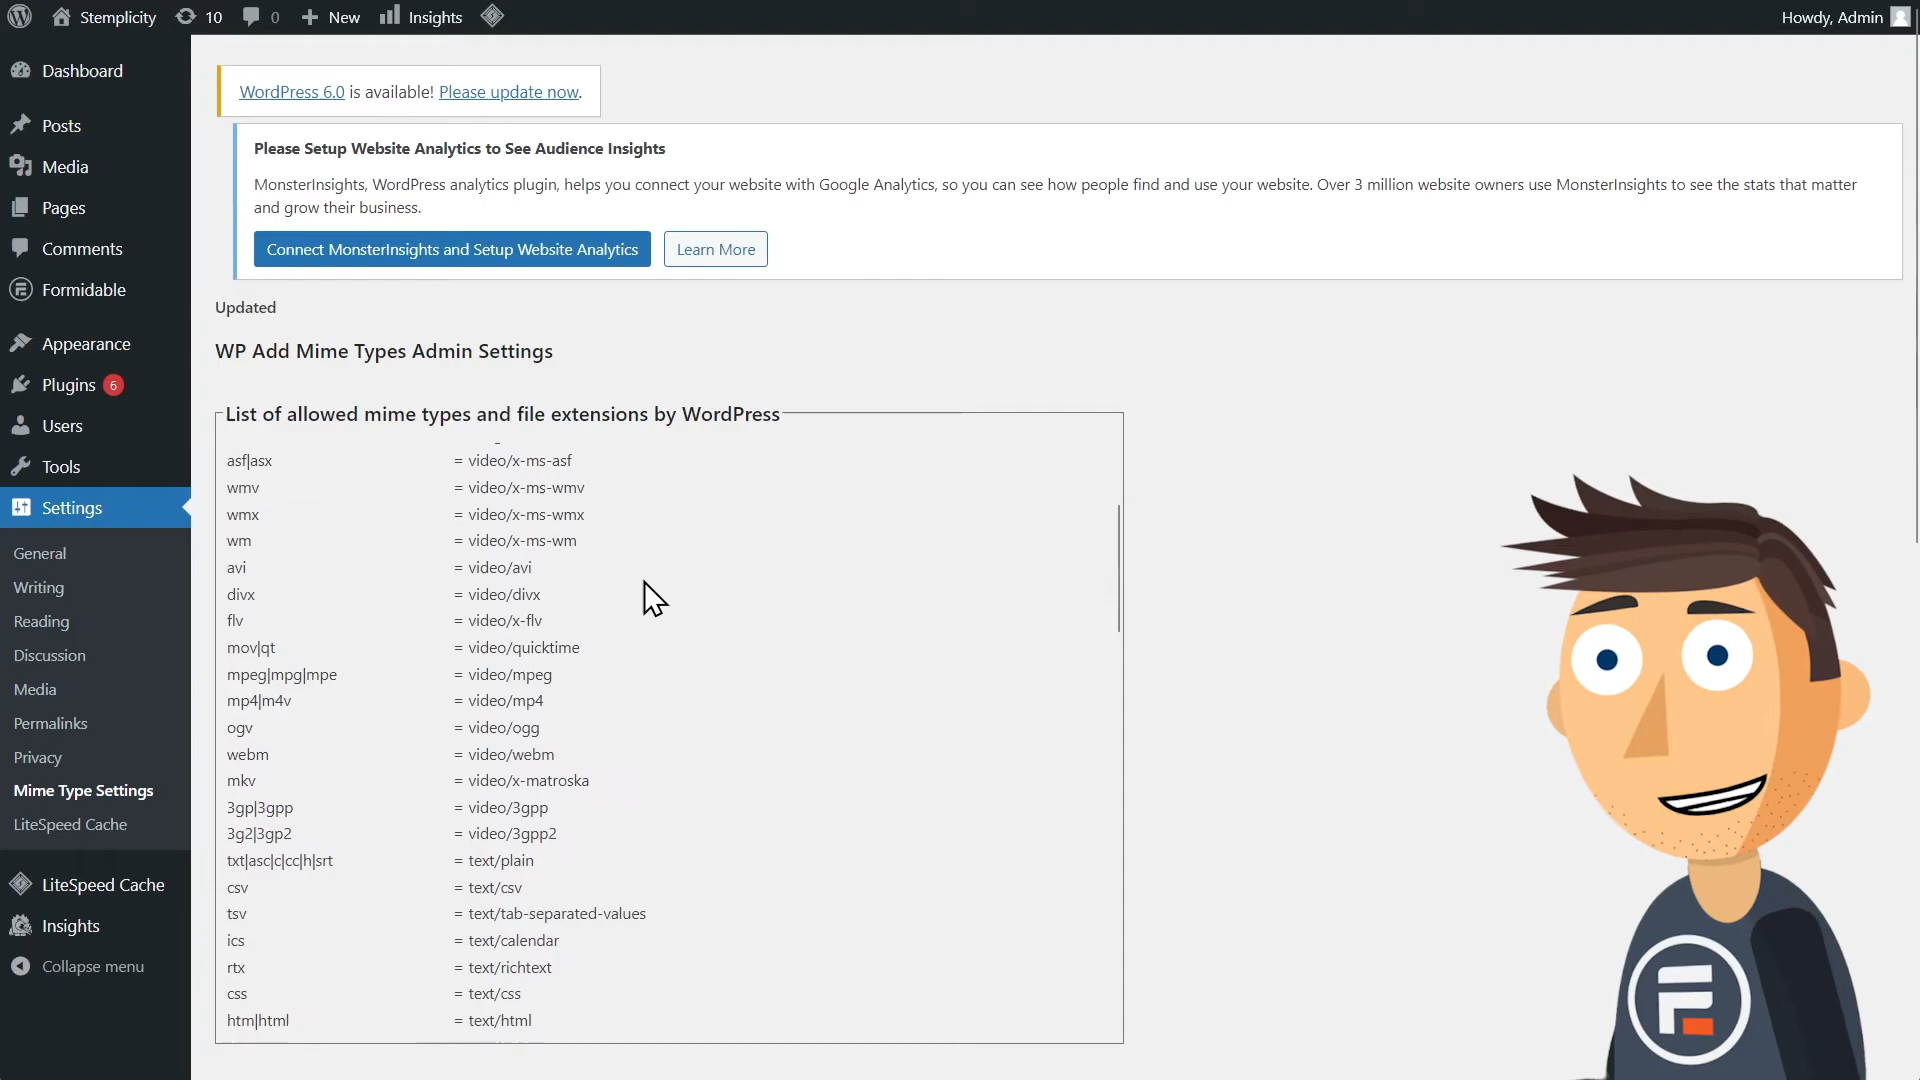 Stemplicity 10 0 New Insights Howdy, Admin
Dashboard
Posts
Media
Pages
Comments
Formidable
Appearance
Plugins 6
Users
Tools
Settings
General
Writing
Reading
Discussion
Media
Permalinks
Privacy
Mime Type Settings
LiteSpeed Cache
LiteSpeed Cache
Insights
Collapse menu
WordPress 6.0 is available! Please update now.
Please Setup Website Analytics to See Audience Insights
MonsterInsights, WordPress analytics plugin, helps you connect your website with Google Analytics, so you can see how people find and use your website. Over 3 million website owners use MonsterInsights to see the stats that matter
and grow their business.
Connect MonsterInsights and Setup Website Analytics Learn More
Updated
WP Add Mime Types Admin Settings
List of allowed mime types and file extensions by WordPress
asf|asx = video/x-ms-asf
wmv = video/x-ms-wmv
wmx = video/x-ms-wmx
wm = video/x-ms-wm
avi = video/avi
divx = video/divx
flv = video/x-flv
mov|qt = video/quicktime
mpeg|mpg|mpe = video/mpeg
mp4|m4v = video/mp4
ogv = video/ogg
webm = video/webm
mkv = video/x-matroska
3gp|3gpp = video/3gpp
3g2|3gp2 = video/3gpp2
txt|asc|c|cc|h|srt = text/plain
csv = text/csv
tsv = text/tab-separated-values
ics = text/calendar
rtx = text/richtext
css = text/css
htm|html = text/html